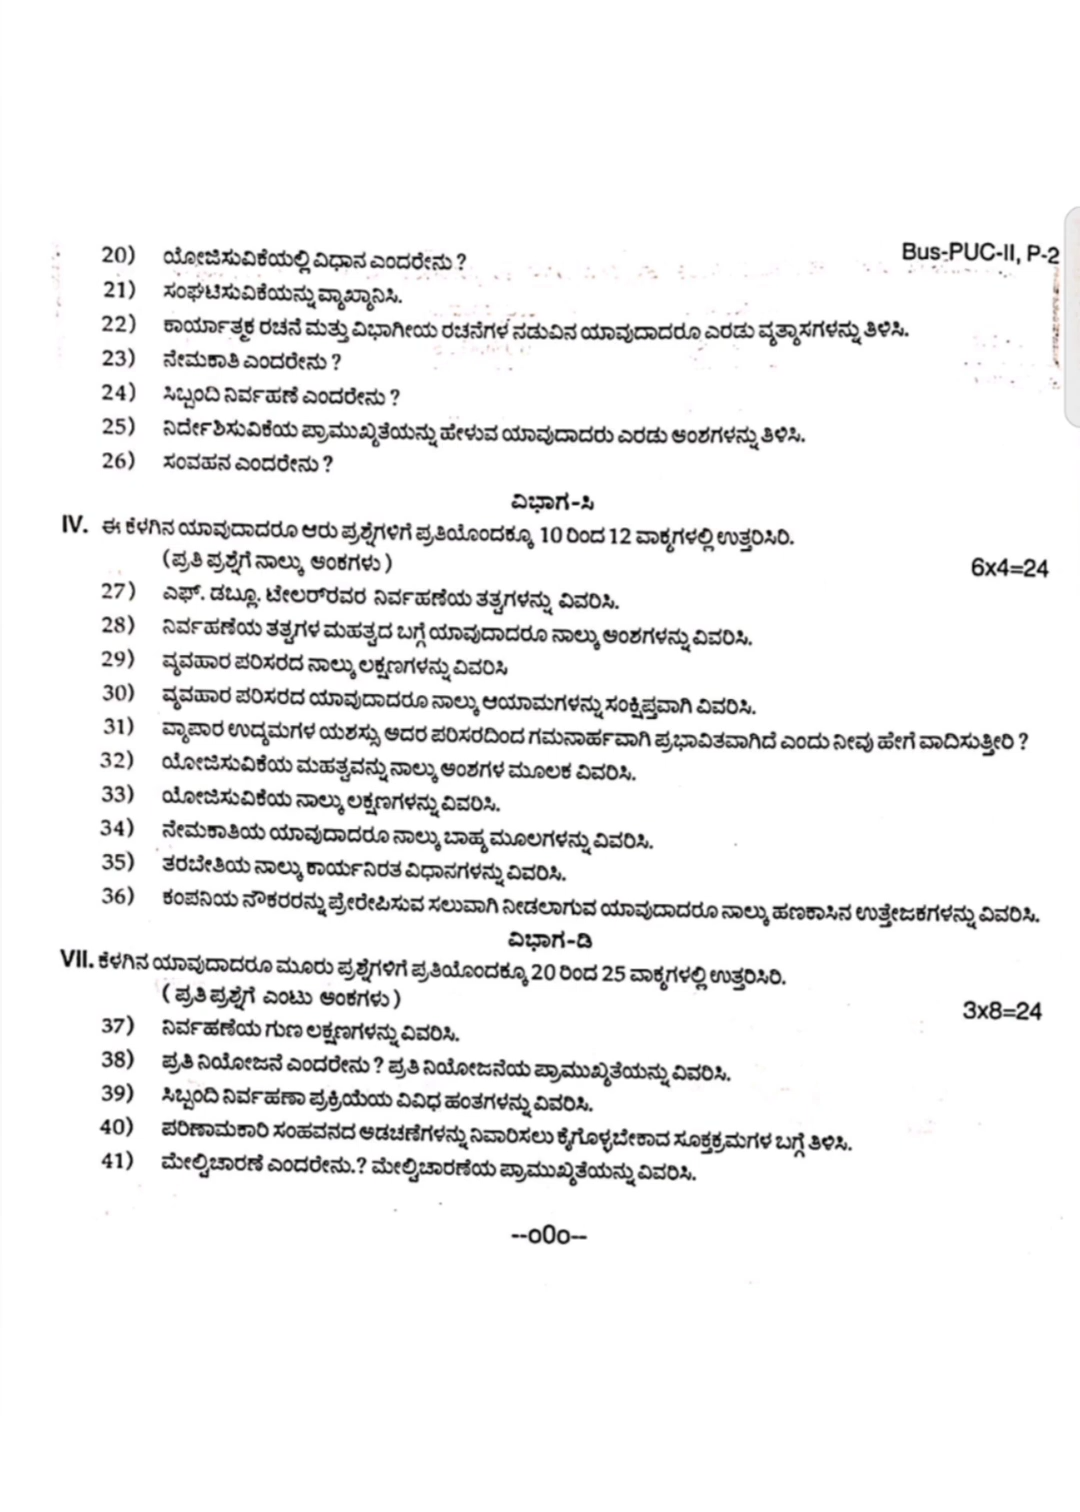 Bus-PUC-II, P-2
20) ಯೋಜಿಸುವಿಕೆಯಲ್ಲಿ ವಿಧಾನ ಎಂದರೇನು ?
21) ಸಂಘಟಿಸುವಿಕೆಯನ್ನು ವ್ಯಾಖ್ಯಾನಿಸಿ.
22) ಕಾರ್ಯಾತ್ಮಕ ರಚನೆ ಮತ್ತು ವಿಭಾಗೀಯ ರಚನೆಗಳ ನಡುವಿನ ಯಾವುದಾದರೂ ಎರಡು ವ್ಯತ್ಯಾಸಗಳನ್ನು ತಿಳಿಸಿ.
23) ನೇಮಕಾತಿ ಎಂದರೇನು ?
24) ಸಿಬ್ಬಂದಿ ನಿರ್ವಹಣೆ ಎಂದರೇನು ?
25) ನಿರ್ದೇಶಿಸುವಿಕೆಯ ಪ್ರಾಮುಖ್ಯತೆಯನ್ನು ಹೇಳುವ ಯಾವುದಾದರು ಎರಡು ಅಂಶಗಳನ್ನು ತಿಳಿಸಿ.
26) ಸಂವಹನ ಎಂದರೇನು ?
ವಿಭಾಗ-ಸಿ
IV. ಈ ಕೆಳಗಿನ ಯಾವುದಾದರೂ ಆರು ಪ್ರಶ್ನೆಗಳಿಗೆ ಪ್ರತಿಯೊಂದಕ್ಕೂ 10 ರಿಂದ 12 ವಾಕ್ಯಗಳಲ್ಲಿ ಉತ್ತರಿಸಿರಿ.
(ಪ್ರತಿ ಪ್ರಶ್ನೆಗೆ ನಾಲ್ಕು ಅಂಕಗಳು) 6x4=24
27) ಎಫ್. ಡಬ್ಲೂ. ಟೇಲರ್‌ರವರ ನಿರ್ವಹಣೆಯ ತತ್ವಗಳನ್ನು ವಿವರಿಸಿ.
28) ನಿರ್ವಹಣೆಯ ತತ್ವಗಳ ಮಹತ್ವದ ಬಗ್ಗೆ ಯಾವುದಾದರೂ ನಾಲ್ಕು ಅಂಶಗಳನ್ನು ವಿವರಿಸಿ.
29) ವ್ಯವಹಾರ ಪರಿಸರದ ನಾಲ್ಕು ಲಕ್ಷಣಗಳನ್ನು ವಿವರಿಸಿ
30) ವ್ಯವಹಾರ ಪರಿಸರದ ಯಾವುದಾದರೂ ನಾಲ್ಕು ಆಯಾಮಗಳನ್ನು ಸಂಕ್ಷಿಪ್ತವಾಗಿ ವಿವರಿಸಿ.
31) ವ್ಯಾಪಾರ ಉದ್ಯಮಗಳ ಯಶಸ್ಸು ಅದರ ಪರಿಸರದಿಂದ ಗಮನಾರ್ಹವಾಗಿ ಪ್ರಭಾವಿತವಾಗಿದೆ ಎಂದು ನೀವು ಹೇಗೆ ವಾದಿಸುತ್ತೀರಿ ?
32) ಯೋಜಿಸುವಿಕೆಯ ಮಹತ್ವವನ್ನು ನಾಲ್ಕು ಅಂಶಗಳ ಮೂಲಕ ವಿವರಿಸಿ.
33) ಯೋಜಿಸುವಿಕೆಯ ನಾಲ್ಕು ಲಕ್ಷಣಗಳನ್ನು ವಿವರಿಸಿ.
34) ನೇಮಕಾತಿಯ ಯಾವುದಾದರೂ ನಾಲ್ಕು ಬಾಹ್ಯ ಮೂಲಗಳನ್ನು ವಿವರಿಸಿ.
35) ತರಬೇತಿಯ ನಾಲ್ಕು ಕಾರ್ಯನಿರತ ವಿಧಾನಗಳನ್ನು ವಿವರಿಸಿ.
36) ಕಂಪನಿಯ ನೌಕರರನ್ನು ಪ್ರೇರೇಪಿಸುವ ಸಲುವಾಗಿ ನೀಡಲಾಗುವ ಯಾವುದಾದರೂ ನಾಲ್ಕು ಹಣಕಾಸಿನ ಉತ್ತೇಜಕಗಳನ್ನು ವಿವರಿಸಿ.
ವಿಭಾಗ-ಡಿ
VII. ಕೆಳಗಿನ ಯಾವುದಾದರೂ ಮೂರು ಪ್ರಶ್ನೆಗಳಿಗೆ ಪ್ರತಿಯೊಂದಕ್ಕೂ 20 ರಿಂದ 25 ವಾಕ್ಯಗಳಲ್ಲಿ ಉತ್ತರಿಸಿರಿ.
( ಪ್ರತಿ ಪ್ರಶ್ನೆಗೆ ಎಂಟು ಅಂಕಗಳು ) 3x8=24
37) ನಿರ್ವಹಣೆಯ ಗುಣ ಲಕ್ಷಣಗಳನ್ನು ವಿವರಿಸಿ.
38) ಪ್ರತಿ ನಿಯೋಜನೆ ಎಂದರೇನು ? ಪ್ರತಿ ನಿಯೋಜನೆಯ ಪ್ರಾಮುಖ್ಯತೆಯನ್ನು ವಿವರಿಸಿ.
39) ಸಿಬ್ಬಂದಿ ನಿರ್ವಹಣಾ ಪ್ರಕ್ರಿಯೆಯ ವಿವಿಧ ಹಂತಗಳನ್ನು ವಿವರಿಸಿ.
40) ಪರಿಣಾಮಕಾರಿ ಸಂಹವನದ ಅಡಚಣೆಗಳನ್ನು ನಿವಾರಿಸಲು ಕೈಗೊಳ್ಳಬೇಕಾದ ಸೂಕ್ತಕ್ರಮಗಳ ಬಗ್ಗೆ ತಿಳಿಸಿ.
41) ಮೇಲ್ವಿಚಾರಣೆ ಎಂದರೇನು.? ಮೇಲ್ವಿಚಾರಣೆಯ ಪ್ರಾಮುಖ್ಯತೆಯನ್ನು ವಿವರಿಸಿ.
--o0o--